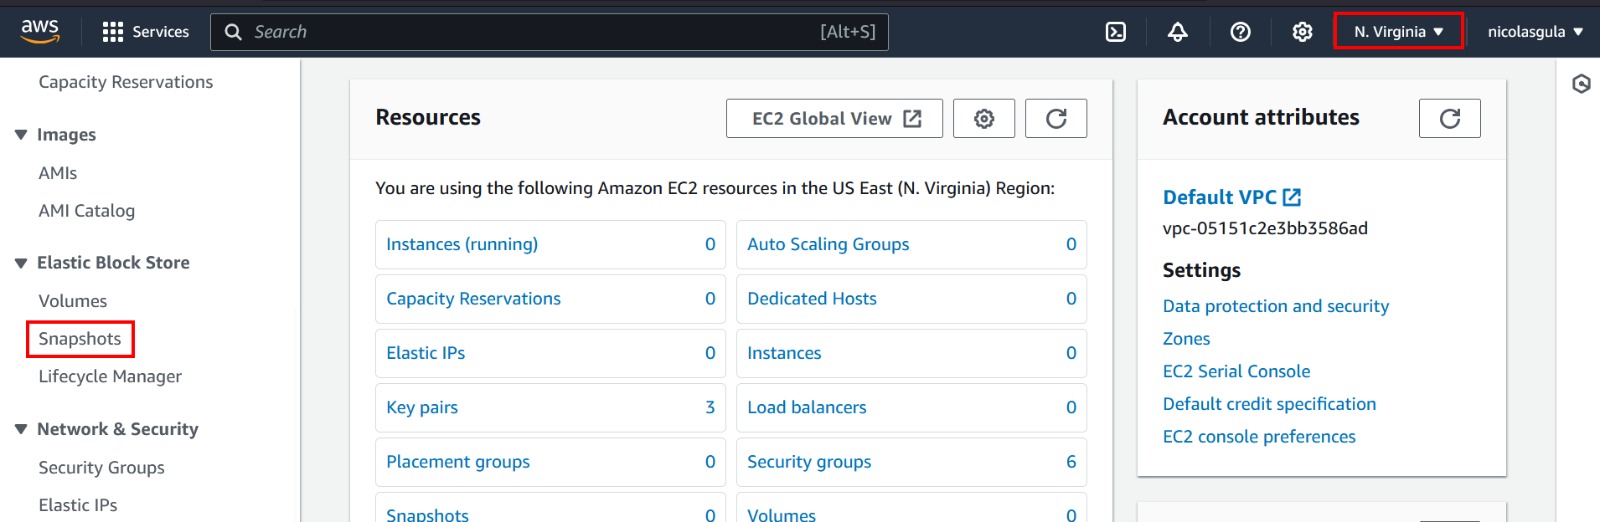 aws
Services
Search
[Alt+S]
N. Virginia
nicolasgula
Capacity Reservations
Images
AMIs
AMI Catalog
Elastic Block Store
Volumes
Snapshots
Lifecycle Manager
Network & Security
Security Groups
Elastic IPs
Resources
EC2 Global View
You are using the following Amazon EC2 resources in the US East (N. Virginia) Region:
Instances (running) 0
Auto Scaling Groups 0
Capacity Reservations 0
Dedicated Hosts 0
Elastic IPs 0
Instances 0
Key pairs 3
Load balancers 0
Placement groups 0
Security groups 6
Snapshots 0
Volumes 0
Account attributes
Default VPC
vpc-05151c2e3bb3586ad
Settings
Data protection and security
Zones
EC2 Serial Console
Default credit specification
EC2 console preferences